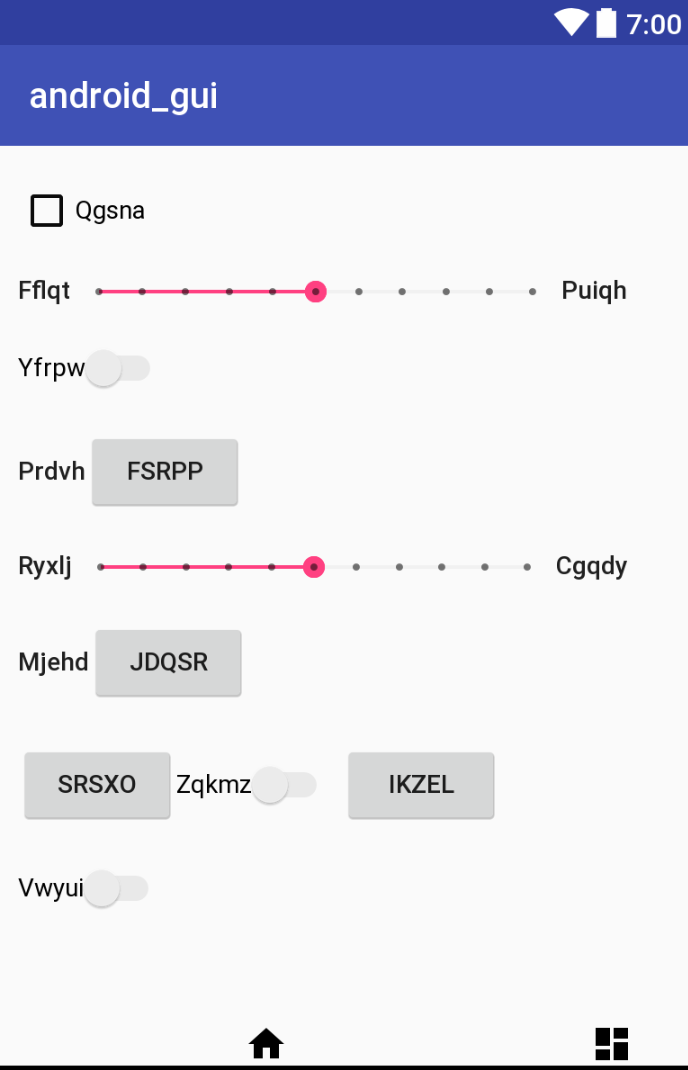 7:00
android_gui
Qgsna
Fflqt Puiqh
Yfrpw
Prdvh FSRPP
Ryxlj Cgqdy
Mjehd JDQSR
SRSXO Zqkmz IKZEL
Vwyui